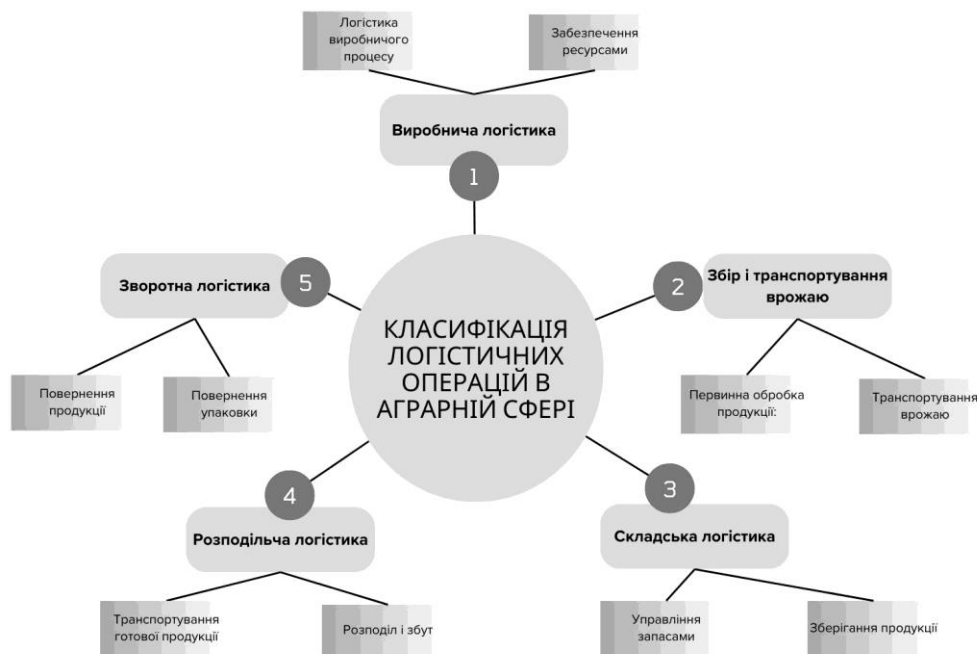 Логістика
виробничого
процесу
Забезпечення
ресурсами
Виробнича логістика
1
КЛАСИФІКАЦІЯ
ЛОГІСТИЧНИХ
ОПЕРАЦІЙ В
АГРАРНІЙ СФЕРІ
2
Збір і транспортування
врожаю
Первинна обробка
продукції:
Транспортування
врожаю
3
Складська логістика
Управління
запасами
Зберігання продукції
4
Розподільча логістика
Транспортування
готової продукції
Розподіл і збут
5
Зворотна логістика
Повернення
продукції
Повернення
упаковки